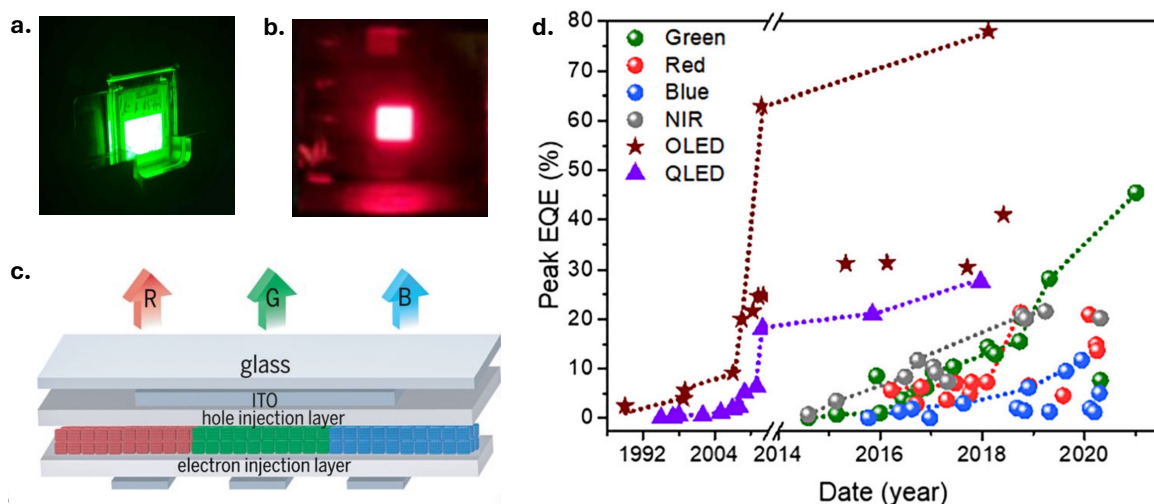 a.
b.
c.
R
G
B
glass
ITO
hole injection layer
electron injection layer
d.
Green
Red
Blue
NIR
OLED
QLED
Peak EQE (%)
80
70
60
50
40
30
20
10
0
1992
2004
2014
2016
2018
2020
Date (year)